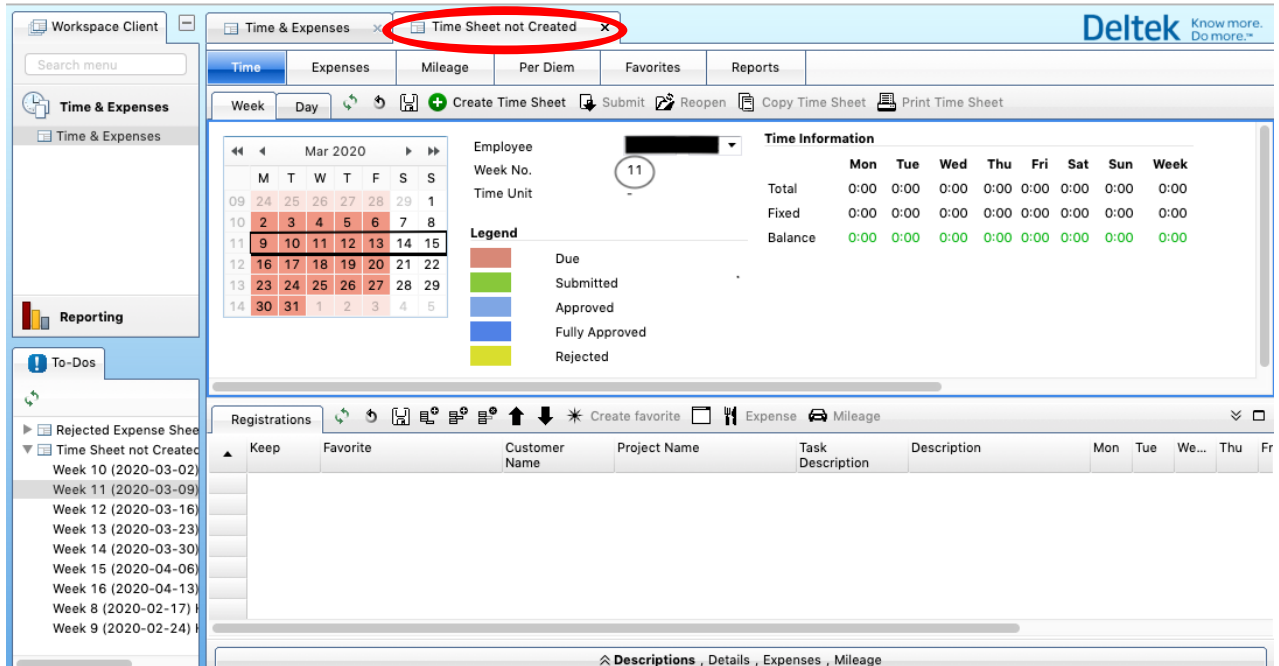 Workspace Client
Time & Expenses
Time Sheet not Created
Deltek Know more. Do more.™
Search menu
Time Expenses Mileage Per Diem Favorites Reports
Time & Expenses
Time & Expenses
Week Day Create Time Sheet Submit Reopen Copy Time Sheet Print Time Sheet
Mar 2020
M T W T F S S
09 24 25 26 27 28 29 1
10 2 3 4 5 6 7 8
11 9 10 11 12 13 14 15
12 16 17 18 19 20 21 22
13 23 24 25 26 27 28 29
14 30 31 1 2 3 4 5
Employee
Week No. 11
Time Unit -
Legend
Due
Submitted
Approved
Fully Approved
Rejected
Time Information
Mon Tue Wed Thu Fri Sat Sun Week
Total 0:00 0:00 0:00 0:00 0:00 0:00 0:00 0:00
Fixed 0:00 0:00 0:00 0:00 0:00 0:00 0:00 0:00
Balance 0:00 0:00 0:00 0:00 0:00 0:00 0:00 0:00
Reporting
To-Dos
Rejected Expense Shee
Time Sheet not Created
Week 10 (2020-03-02)
Week 11 (2020-03-09)
Week 12 (2020-03-16)
Week 13 (2020-03-23)
Week 14 (2020-03-30)
Week 15 (2020-04-06)
Week 16 (2020-04-13)
Week 8 (2020-02-17)
Week 9 (2020-02-24)
Registrations Create favorite Expense Mileage
Keep Favorite Customer Name Project Name Task Description Description Mon Tue We... Thu Fr
Descriptions , Details , Expenses , Mileage